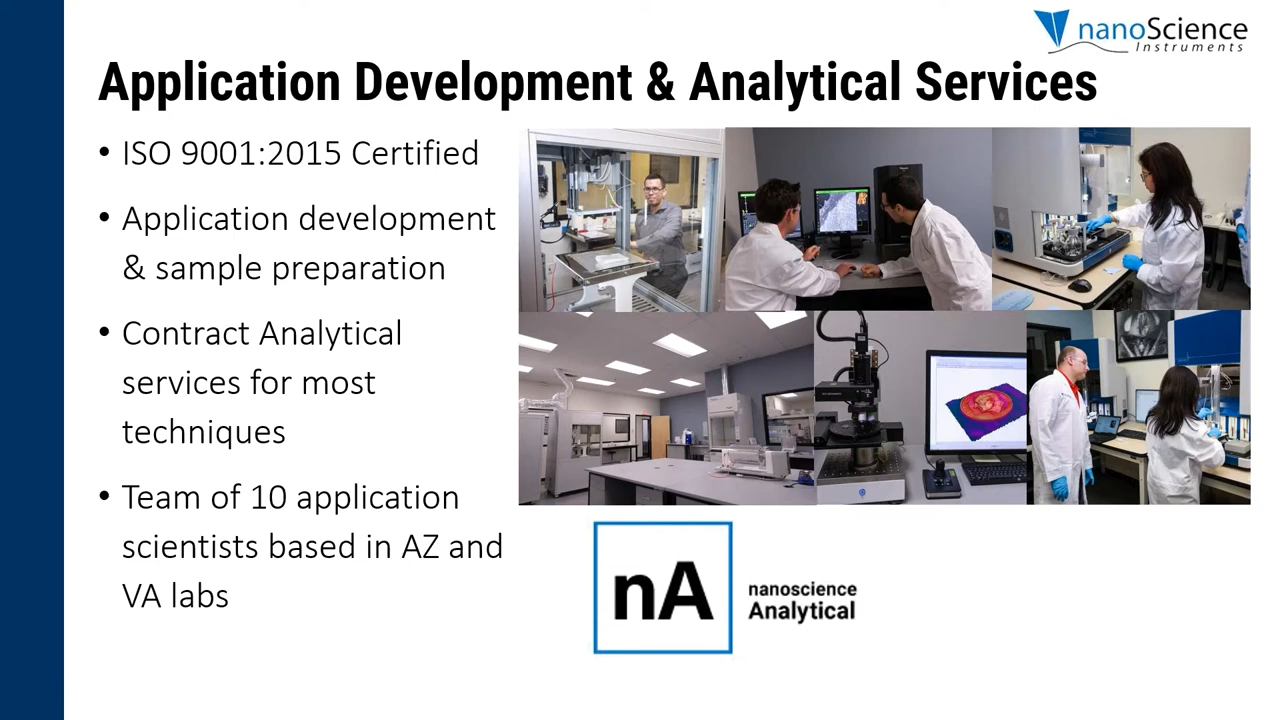 nanoScience
Instruments
Application Development & Analytical Services
• ISO 9001:2015 Certified
• Application development
& sample preparation
• Contract Analytical
services for most
techniques
• Team of 10 application
scientists based in AZ and
VA labs
nA
nanoscience
Analytical